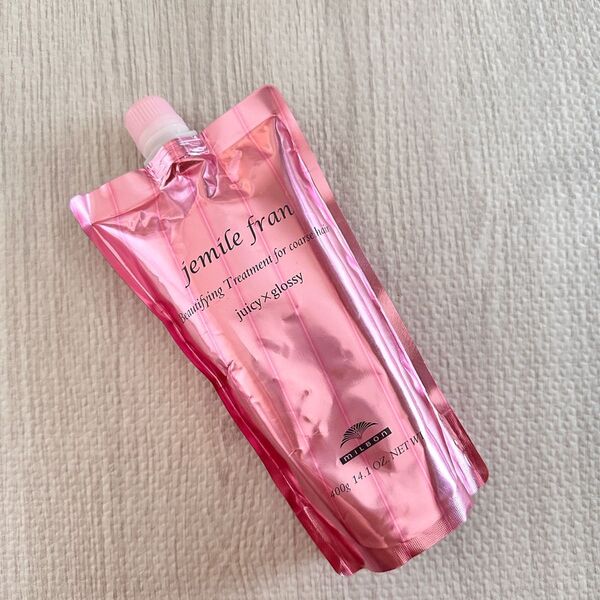 jemile fran
Beautifying Treatment for coarse hair
juicy×glossy
milbon
400g 14.1 OZ. NET WT